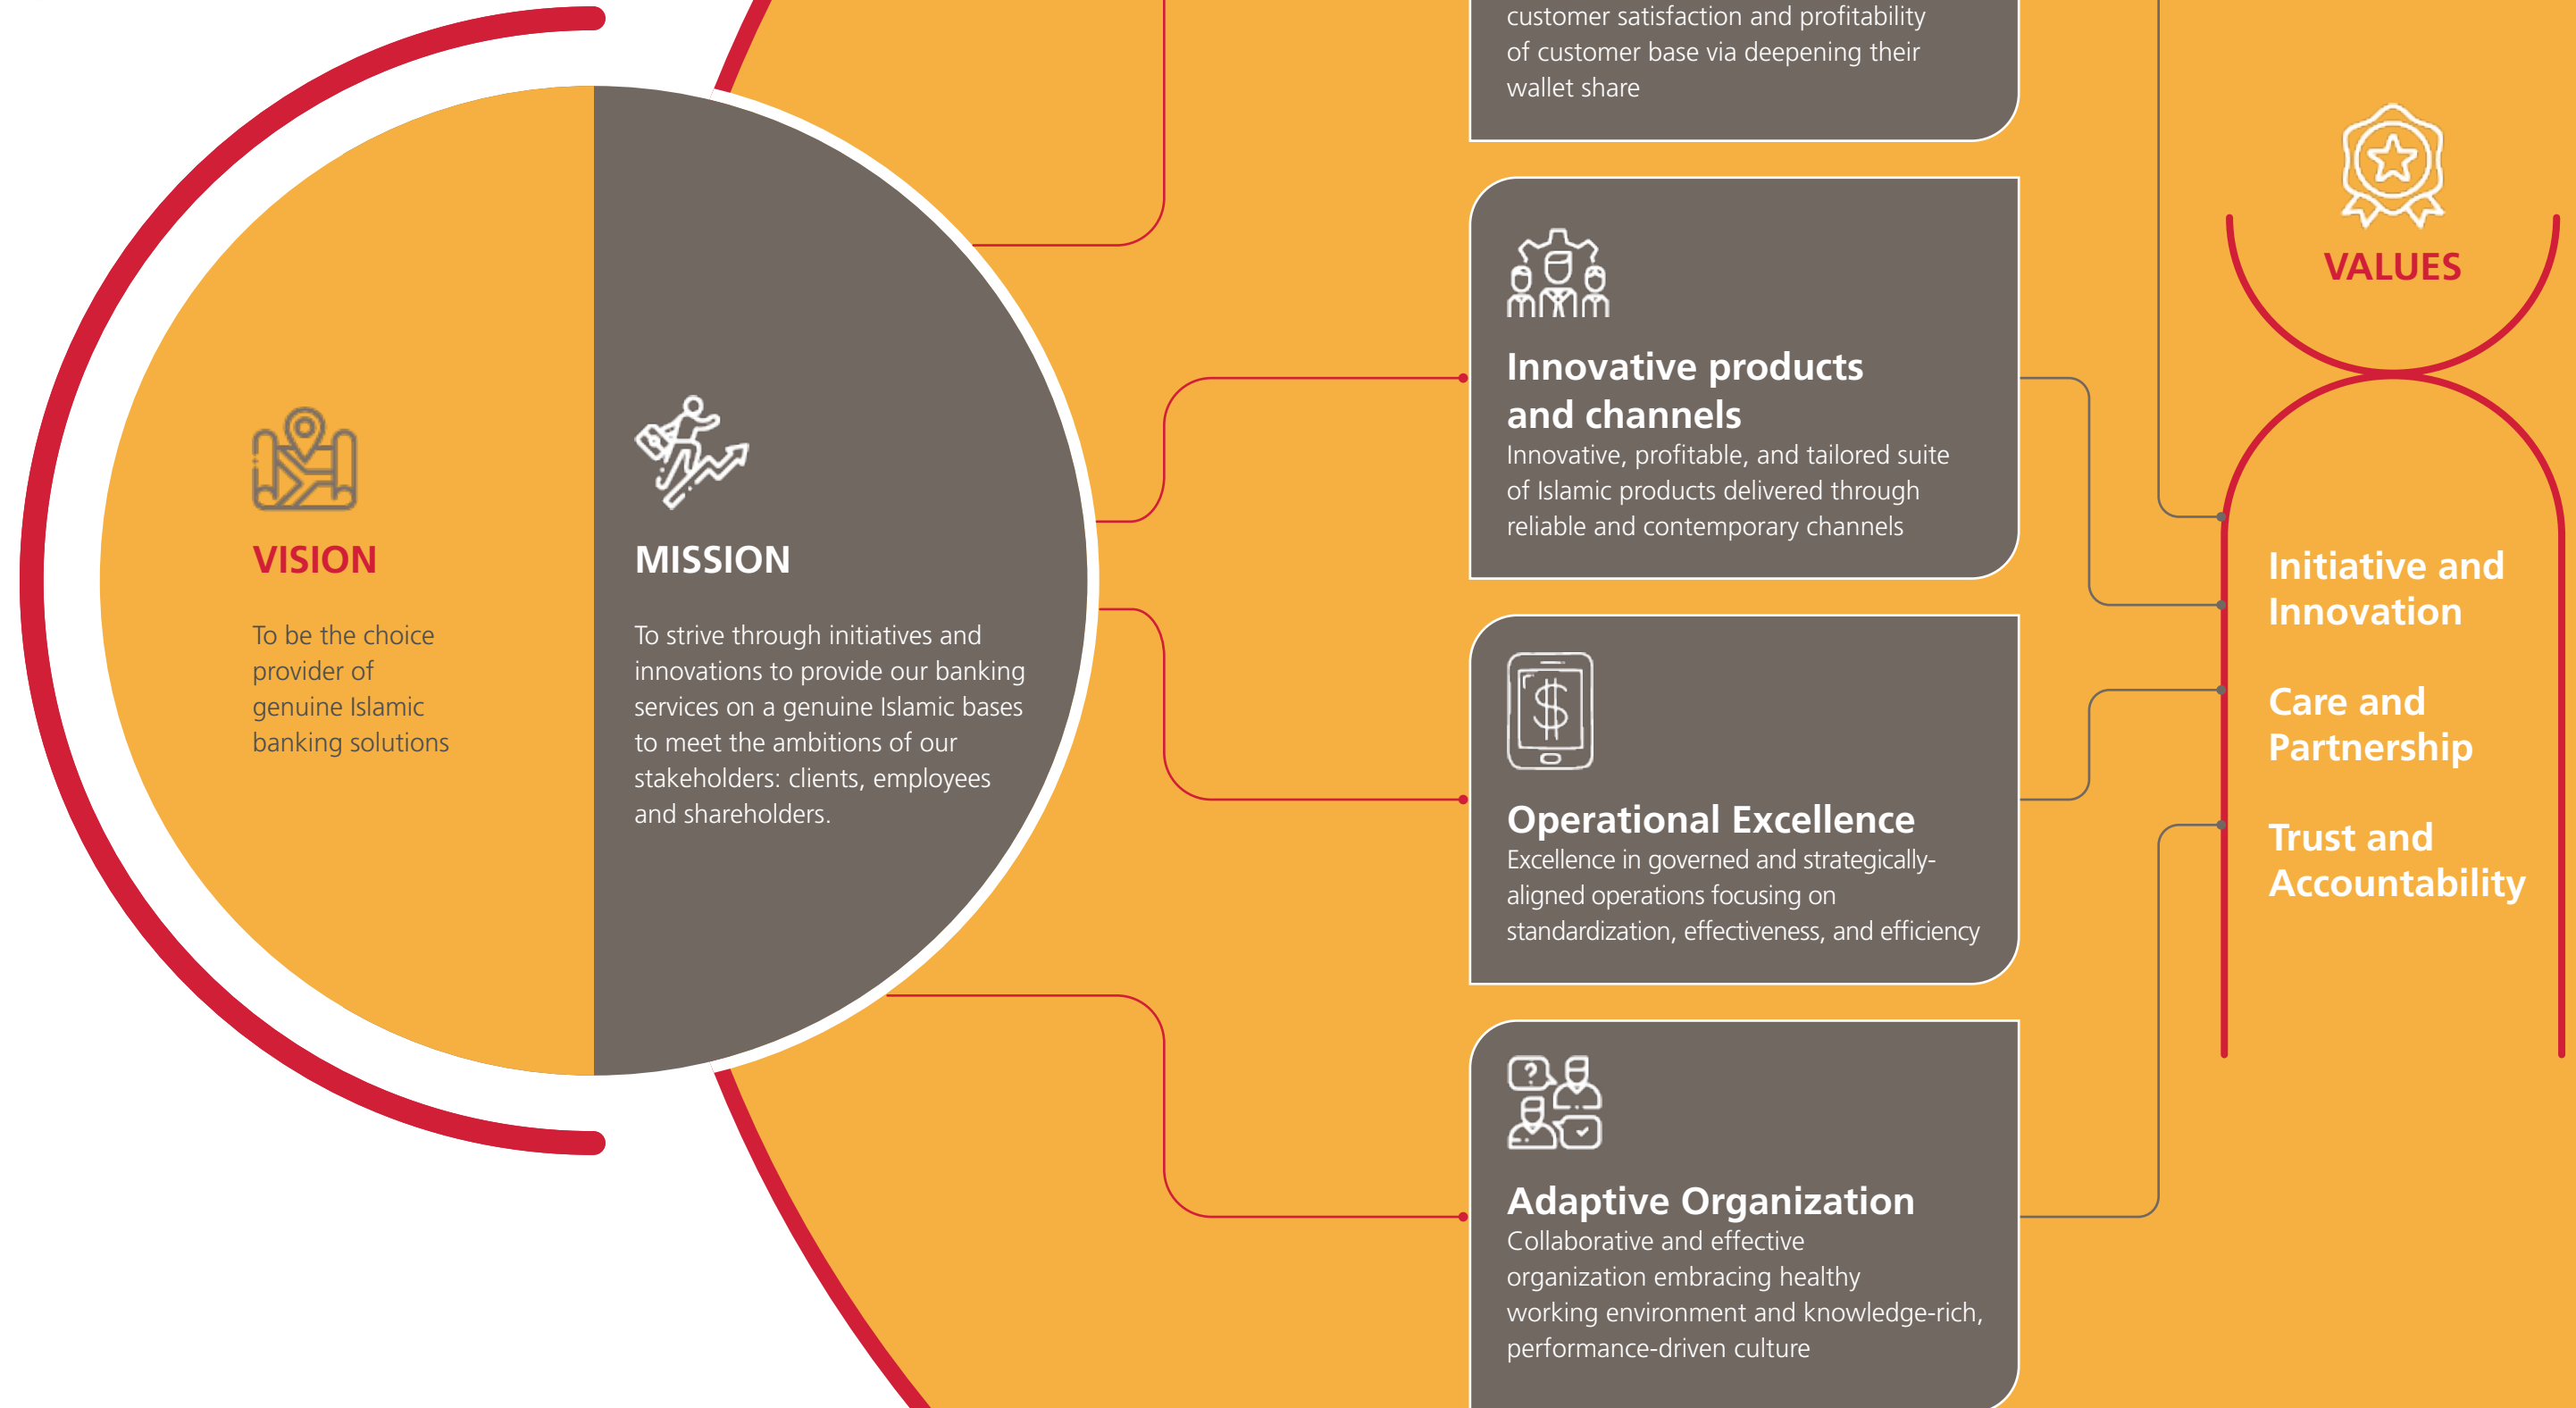 VISION
To be the choice
provider of
genuine Islamic
banking solutions
MISSION
To strive through initiatives and
innovations to provide our banking
services on a genuine Islamic bases
to meet the ambitions of our
stakeholders: clients, employees
and shareholders.
customer satisfaction and profitability
of customer base via deepening their
wallet share
Innovative products
and channels
Innovative, profitable, and tailored suite
of Islamic products delivered through
reliable and contemporary channels
Operational Excellence
Excellence in governed and strategically-
aligned operations focusing on
standardization, effectiveness, and efficiency
Adaptive Organization
Collaborative and effective
organization embracing healthy
working environment and knowledge-rich,
performance-driven culture
VALUES
Initiative and
Innovation
Care and
Partnership
Trust and
Accountability